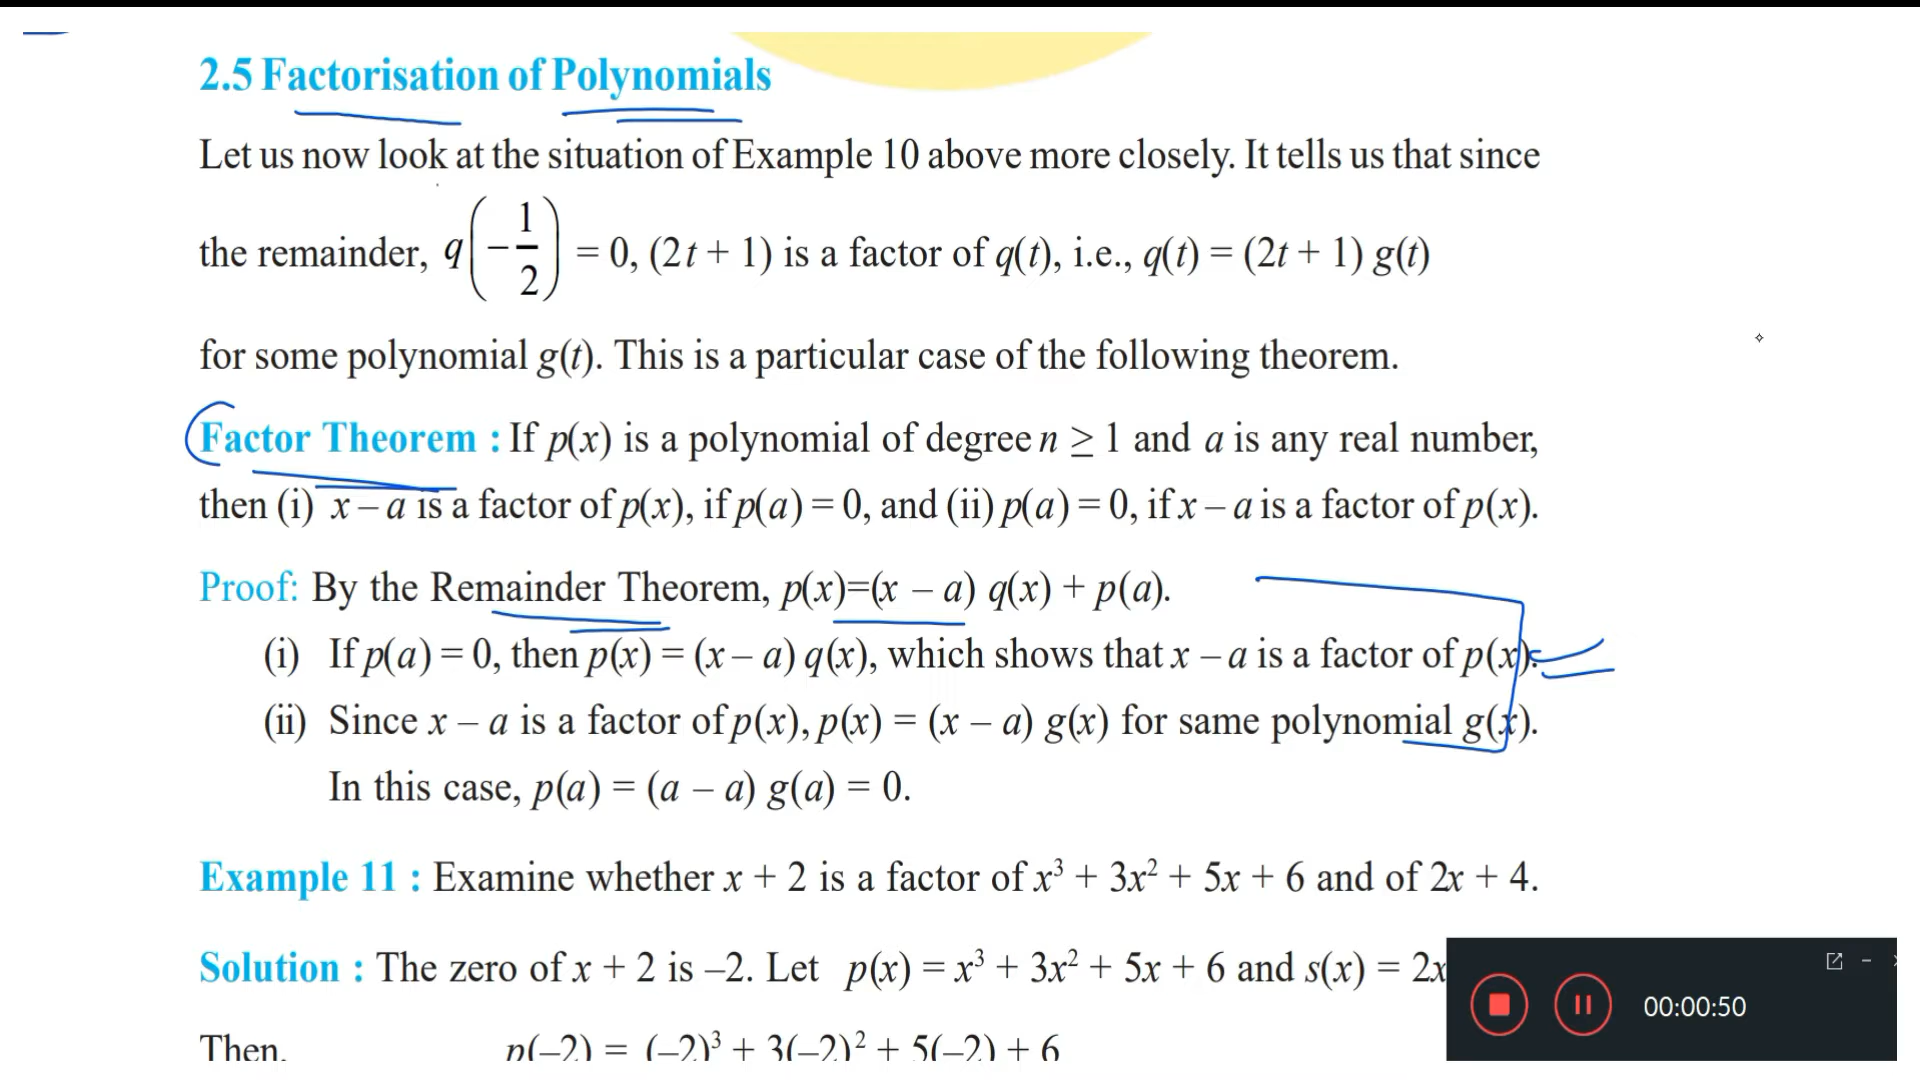 2.5 Factorisation of Polynomials
Let us now look at the situation of Example 10 above more closely. It tells us that since
the remainder, q(-1/2) = 0, (2t + 1) is a factor of q(t), i.e., q(t) = (2t + 1) g(t)
for some polynomial g(t). This is a particular case of the following theorem.
Factor Theorem : If p(x) is a polynomial of degree n ≥ 1 and a is any real number,
then (i) x – a is a factor of p(x), if p(a) = 0, and (ii) p(a) = 0, if x – a is a factor of p(x).
Proof: By the Remainder Theorem, p(x)=(x – a) q(x) + p(a).
(i) If p(a) = 0, then p(x) = (x – a) q(x), which shows that x – a is a factor of p(x).
(ii) Since x – a is a factor of p(x), p(x) = (x – a) g(x) for same polynomial g(x).
In this case, p(a) = (a – a) g(a) = 0.
Example 11 : Examine whether x + 2 is a factor of x³ + 3x² + 5x + 6 and of 2x + 4.
Solution : The zero of x + 2 is –2. Let p(x) = x³ + 3x² + 5x + 6 and s(x) = 2x
Then, p(–2) = (–2)³ + 3(–2)² + 5(–2) + 6
00:00:50